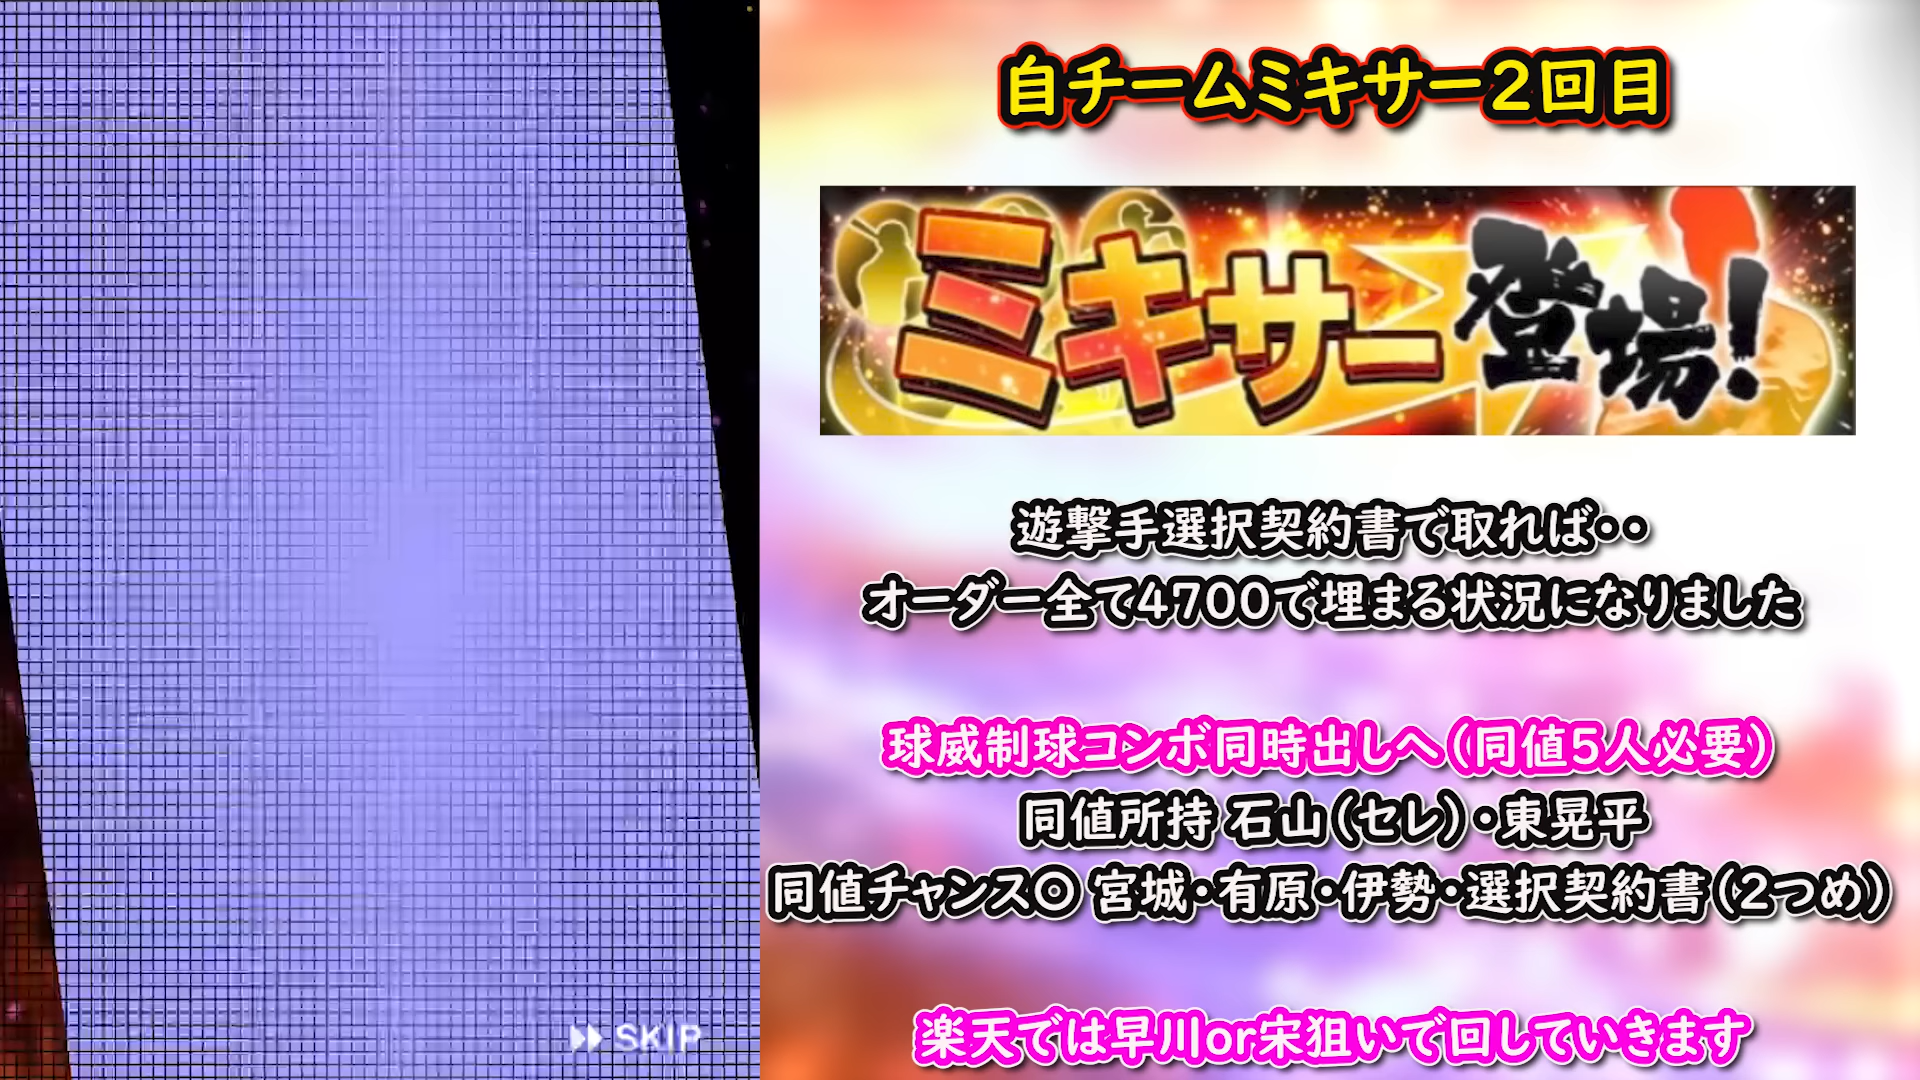 自チームミキサー2回目
ミキサー登場!
遊撃手選択契約書で取れば・・
オーダー全て4700で埋まる状況になりました
球威制球コンボ同時出しへ(同値5人必要)
同値所持 石山(セレ)・東晃平
同値チャンス○ 宮城・有原・伊勢・選択契約書(2つめ)
楽天では早川or宋狙いで回していきます
SKIP